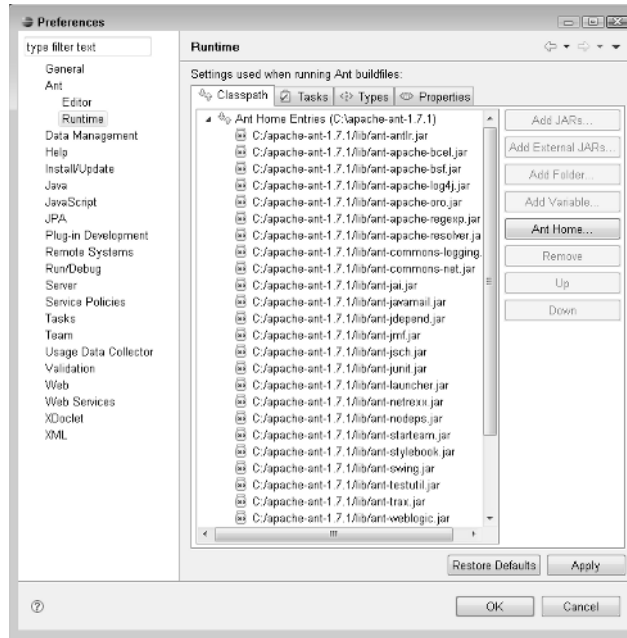 Preferences
type filter text
General
Ant
Editor
Runtime
Data Management
Help
Install/Update
Java
JavaScript
JPA
Plug-in Development
Remote Systems
Run/Debug
Server
Service Policies
Tasks
Team
Usage Data Collector
Validation
Web
Web Services
XDoclet
XML
Runtime
Settings used when running Ant buildfiles:
Classpath Tasks Types Properties
Ant Home Entries (C:\apache-ant-1.7.1)
C:/apache-ant-1.7.1/lib/ant-antlr.jar
C:/apache-ant-1.7.1/lib/ant-apache-bcel.jar
C:/apache-ant-1.7.1/lib/ant-apache-bsf.jar
C:/apache-ant-1.7.1/lib/ant-apache-log4j.jar
C:/apache-ant-1.7.1/lib/ant-apache-oro.jar
C:/apache-ant-1.7.1/lib/ant-apache-regexp.jar
C:/apache-ant-1.7.1/lib/ant-apache-resolver.ja
C:/apache-ant-1.7.1/lib/ant-commons-logging.
C:/apache-ant-1.7.1/lib/ant-commons-net.jar
C:/apache-ant-1.7.1/lib/ant-jai.jar
C:/apache-ant-1.7.1/lib/ant-javamail.jar
C:/apache-ant-1.7.1/lib/ant-jdepend.jar
C:/apache-ant-1.7.1/lib/ant-jmf.jar
C:/apache-ant-1.7.1/lib/ant-jsch.jar
C:/apache-ant-1.7.1/lib/ant-junit.jar
C:/apache-ant-1.7.1/lib/ant-launcher.jar
C:/apache-ant-1.7.1/lib/ant-netrexx.jar
C:/apache-ant-1.7.1/lib/ant-nodeps.jar
C:/apache-ant-1.7.1/lib/ant-starteam.jar
C:/apache-ant-1.7.1/lib/ant-stylebook.jar
C:/apache-ant-1.7.1/lib/ant-swing.jar
C:/apache-ant-1.7.1/lib/ant-testutil.jar
C:/apache-ant-1.7.1/lib/ant-trax.jar
C:/apache-ant-1.7.1/lib/ant-weblogic.jar
Add JARs...
Add External JARs...
Add Folder...
Add Variable...
Ant Home...
Remove
Up
Down
Restore Defaults Apply
OK Cancel